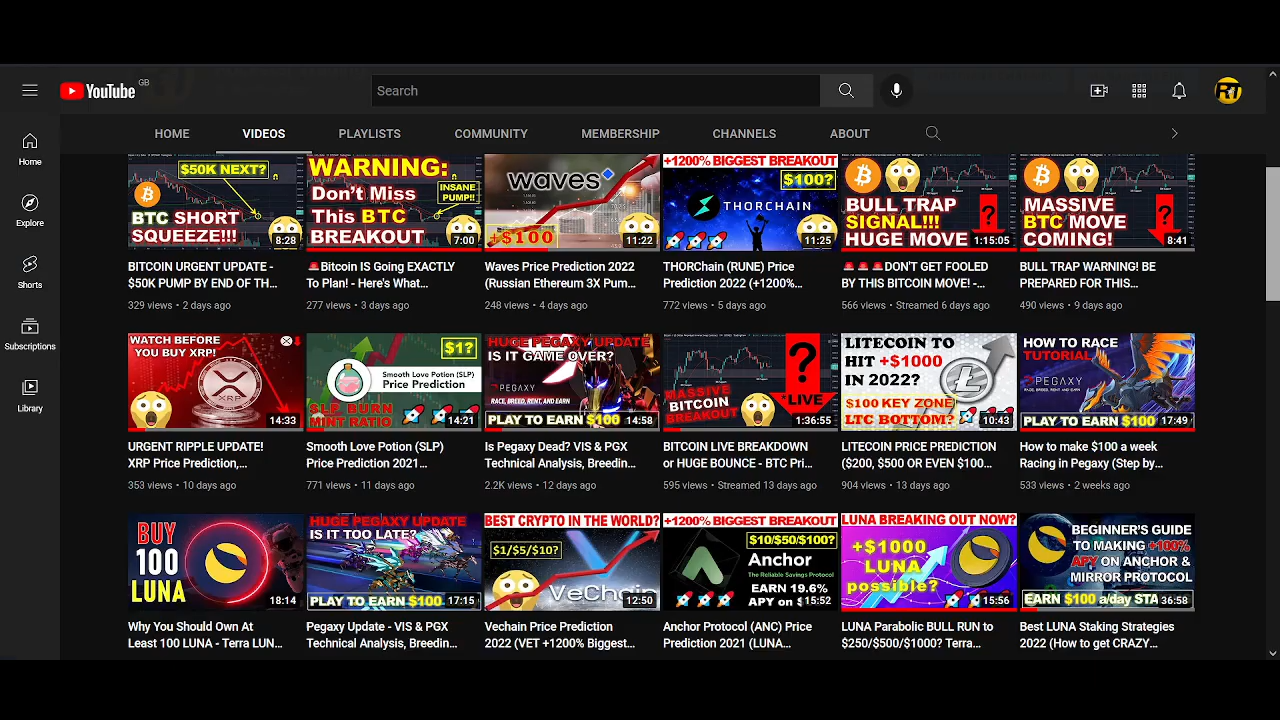 YouTube GB
Search
RT
HOME VIDEOS PLAYLISTS COMMUNITY MEMBERSHIP CHANNELS ABOUT
Home
Explore
Shorts
Subscriptions
Library
$50K NEXT?
BTC SHORT
SQUEEZE!!!
8:28
BITCOIN URGENT UPDATE -
$50K PUMP BY END OF TH...
329 views • 2 days ago
WARNING:
Don't Miss
This BTC
BREAKOUT
INSANE
PUMP!!
7:00
🚨Bitcoin IS Going EXACTLY
To Plan! - Here's What...
277 views • 3 days ago
waves
+$100
11:22
Waves Price Prediction 2022
(Russian Ethereum 3X Pum...
248 views • 4 days ago
+1200% BIGGEST BREAKOUT
$100?
THORCHAIN
11:25
THORChain (RUNE) Price
Prediction 2022 (+1200%...
772 views • 5 days ago
BULL TRAP
SIGNAL!!!
HUGE MOVE
1:15:05
🚨🚨🚨DON'T GET FOOLED
BY THIS BITCOIN MOVE! -...
566 views • Streamed 6 days ago
MASSIVE
BTC MOVE
COMING!
8:41
BULL TRAP WARNING! BE
PREPARED FOR THIS...
490 views • 9 days ago
WATCH BEFORE
YOU BUY XRP!
14:33
URGENT RIPPLE UPDATE!
XRP Price Prediction,...
353 views • 10 days ago
$1?
Smooth Love Potion (SLP)
Price Prediction
SLP BURN
MINT RATIO
14:21
Smooth Love Potion (SLP)
Price Prediction 2021...
771 views • 11 days ago
HUGE PEGAXY UPDATE
IS IT GAME OVER?
PEGAXY
RACE, BREED, RENT, AND EARN
PLAY TO EARN $100
14:58
Is Pegaxy Dead? VIS & PGX
Technical Analysis, Breedin...
2.2K views • 12 days ago
?
MASSIVE
BITCOIN
BREAKOUT
*LIVE
1:36:55
BITCOIN LIVE BREAKDOWN
or HUGE BOUNCE - BTC Pri...
595 views • Streamed 13 days ago
LITECOIN TO
HIT +$1000
IN 2022?
$100 KEY ZONE
LTC BOTTOM?
10:43
LITECOIN PRICE PREDICTION
($200, $500 OR EVEN $100...
904 views • 13 days ago
HOW TO RACE
TUTORIAL
PEGAXY
RACE, BREED, RENT, AND EARN
PLAY TO EARN $100
17:49
How to make $100 a week
Racing in Pegaxy (Step by...
533 views • 2 weeks ago
BUY
100
LUNA
18:14
Why You Should Own At
Least 100 LUNA - Terra LUN...
HUGE PEGAXY UPDATE
IS IT TOO LATE?
PLAY TO EARN $100
17:15
Pegaxy Update - VIS & PGX
Technical Analysis, Breedin...
BEST CRYPTO IN THE WORLD?
$1/$5/$10?
VeChain
12:50
Vechain Price Prediction
2022 (VET +1200% Biggest...
+1200% BIGGEST BREAKOUT
$10/$50/$100?
Anchor
The Reliable Savings Protocol
EARN 19.6%
APY on $
15:52
Anchor Protocol (ANC) Price
Prediction 2021 (LUNA...
LUNA BREAKING OUT NOW?
+$1000
LUNA
possible?
15:56
LUNA Parabolic BULL RUN to
$250/$500/$1000? Terra...
BEGINNER'S GUIDE
TO MAKING +100%
APY ON ANCHOR &
MIRROR PROTOCOL
EARN $100 a/day STA
36:58
Best LUNA Staking Strategies
2022 (How to get CRAZY...